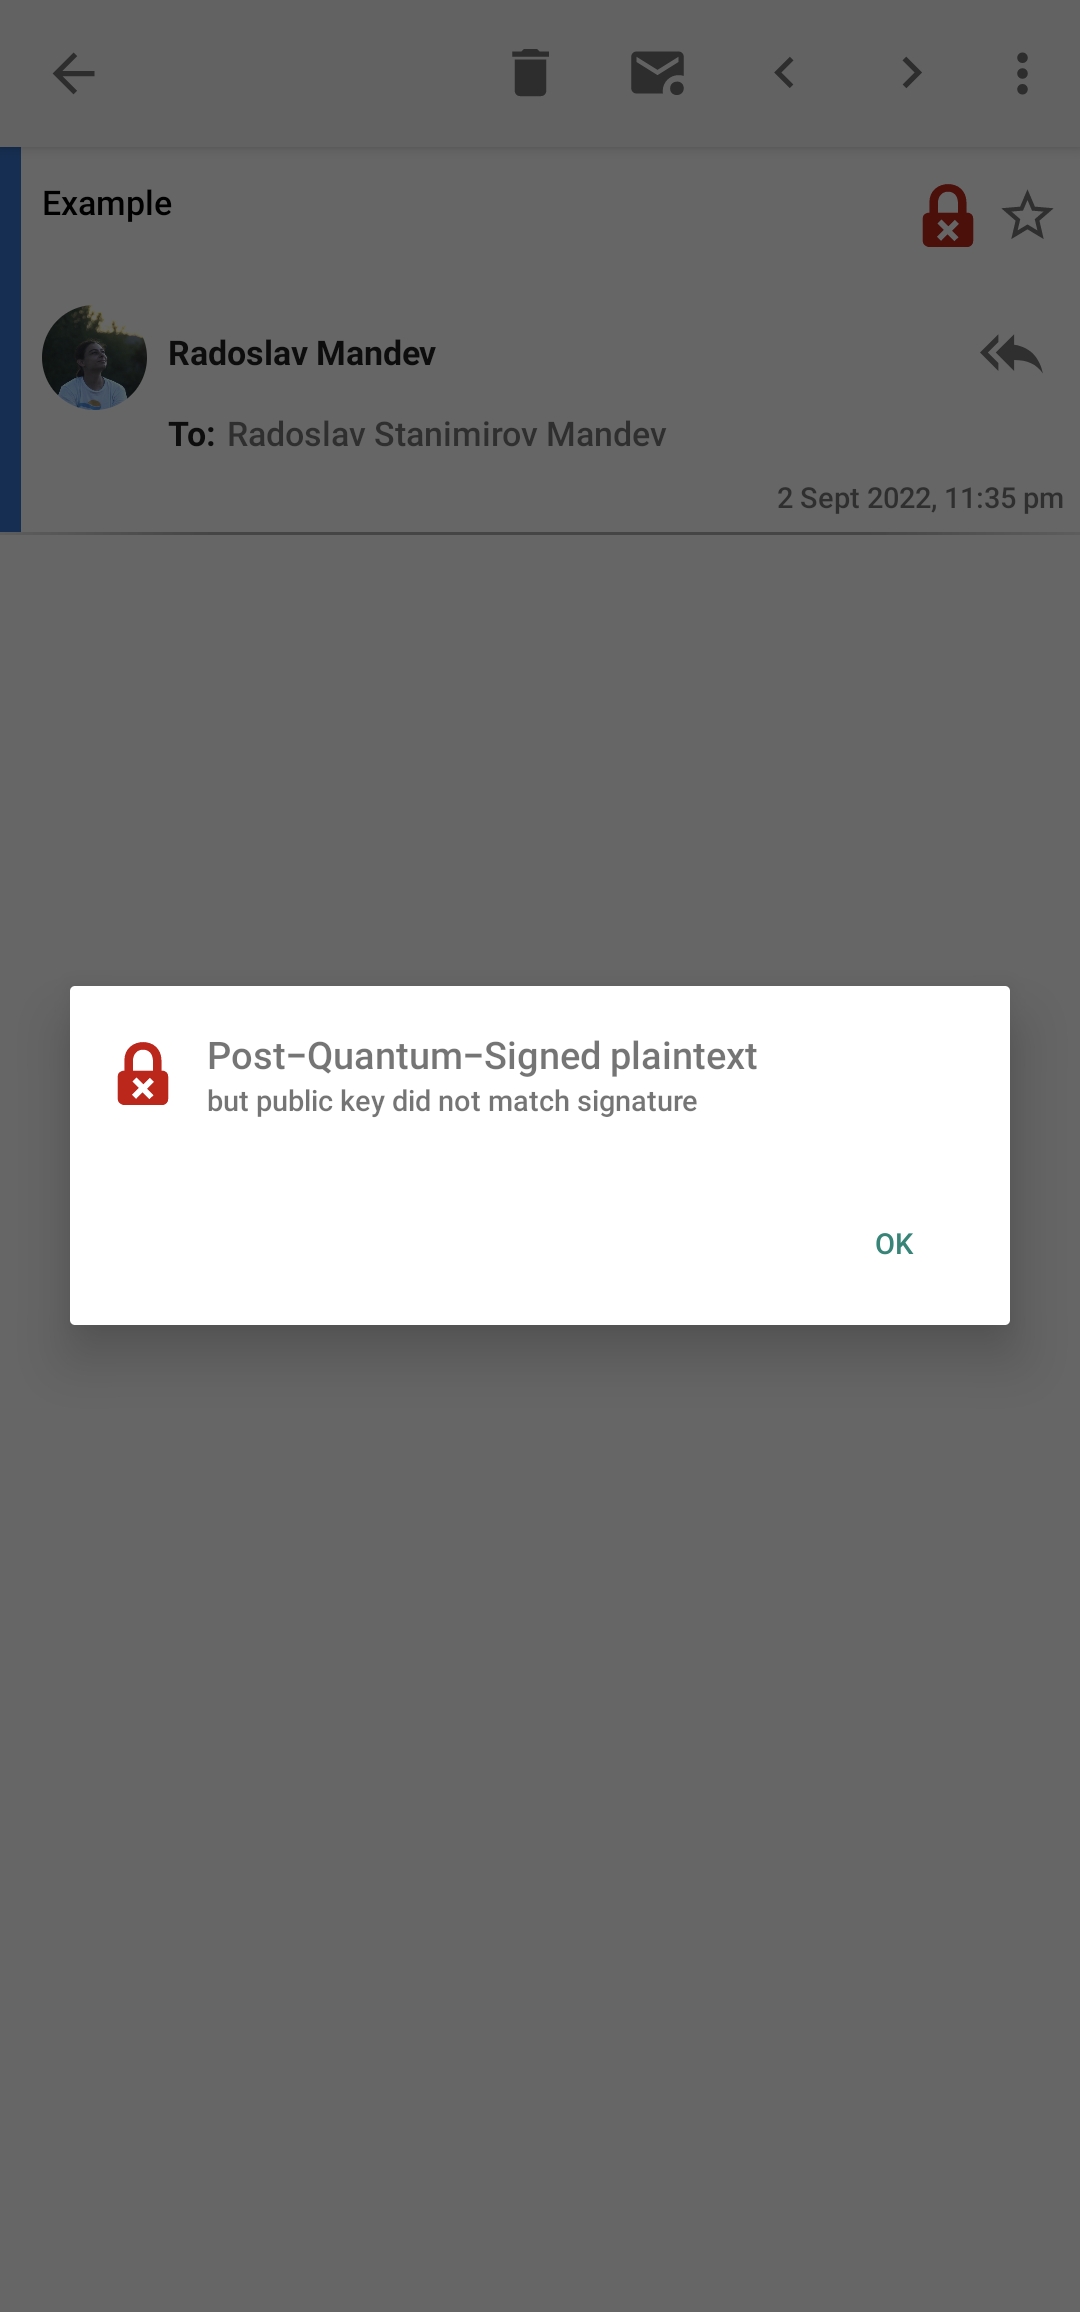 Example
Radoslav Mandev
To: Radoslav Stanimirov Mandev
2 Sept 2022, 11:35 pm
Post-Quantum-Signed plaintext
but public key did not match signature
OK